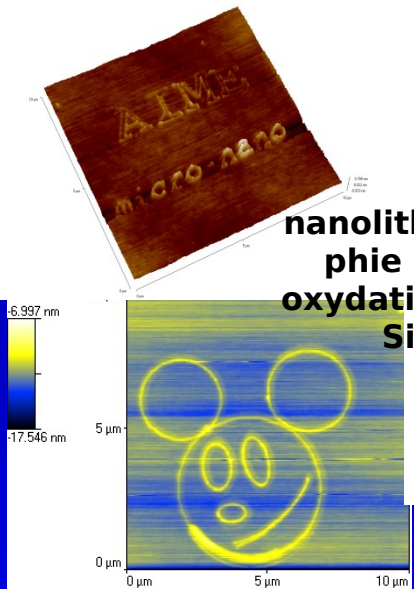 AIME
micro-nano
nanolith
phie
oxydati
Si
-6.997 nm
-17.546 nm
5 µm
0 µm
0 µm
5 µm
10 µm